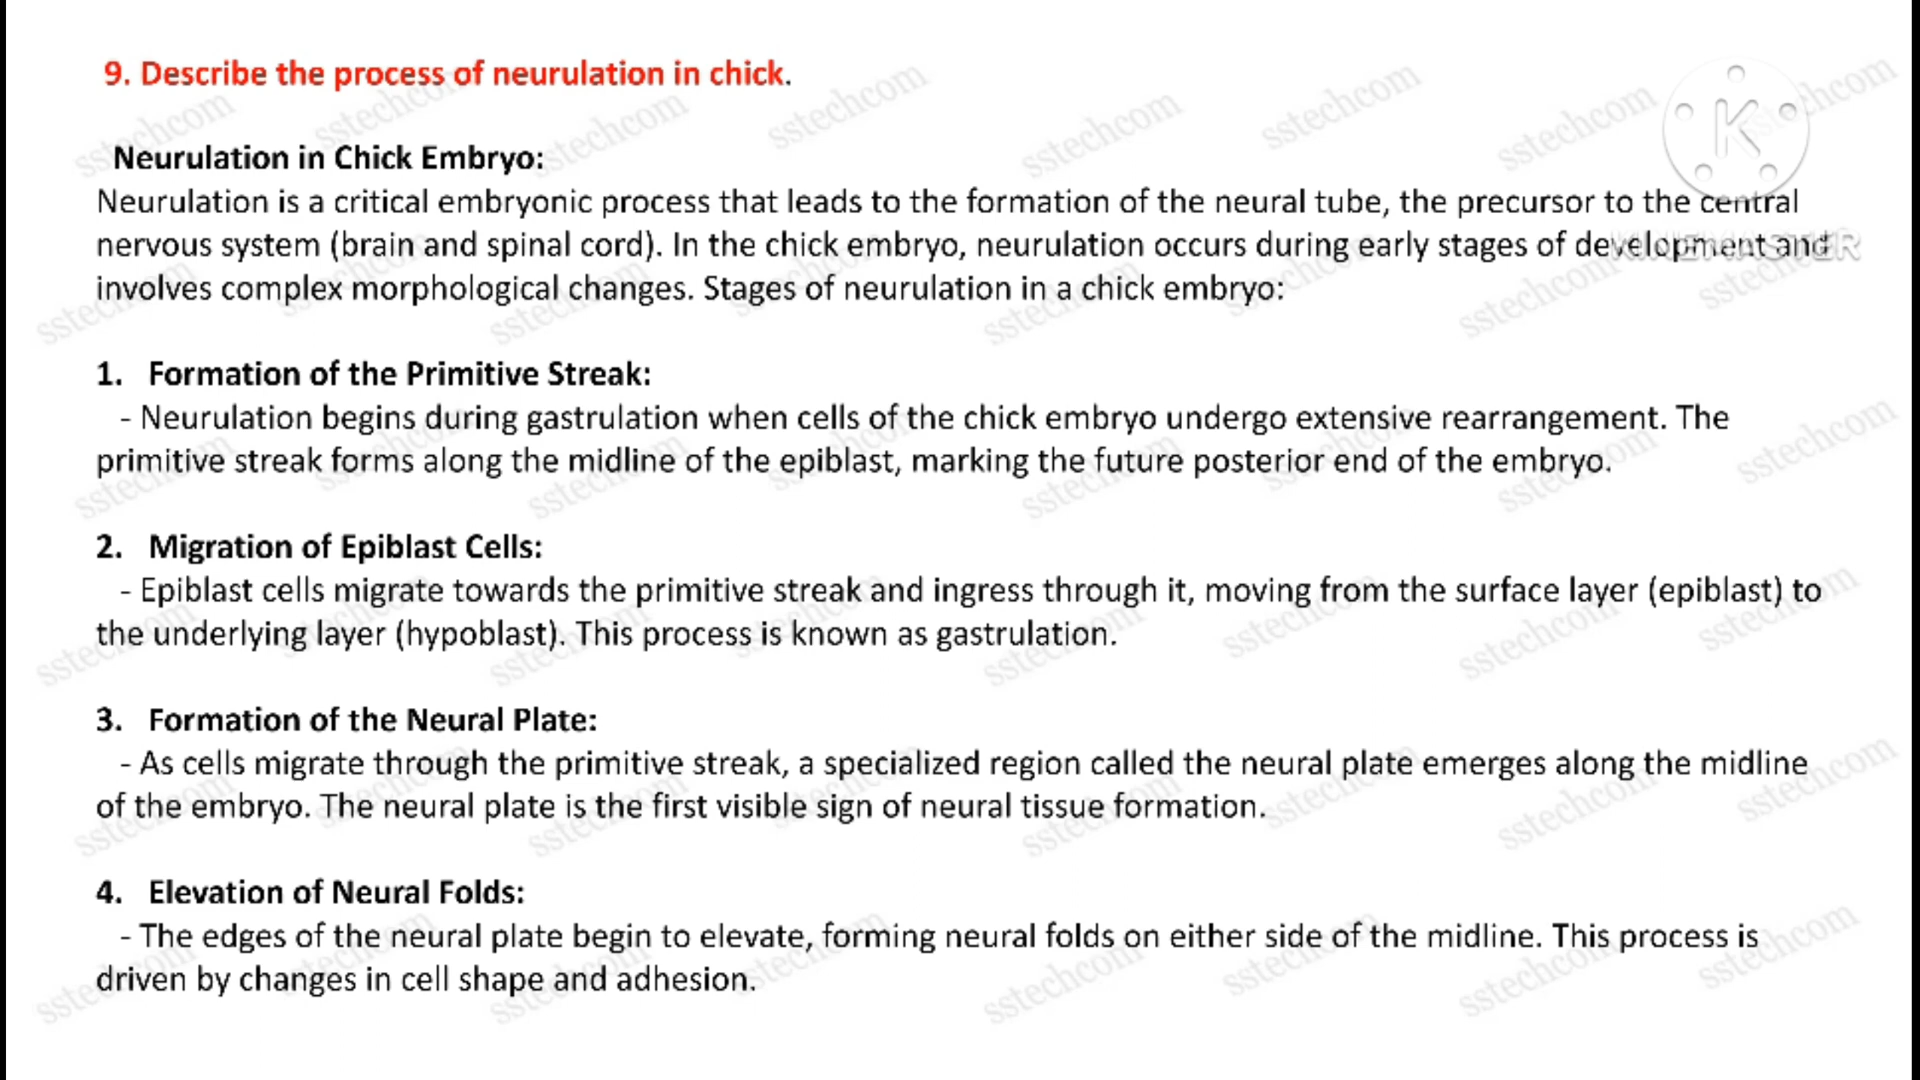 9. Describe the process of neurulation in chick.
Neurulation in Chick Embryo:
Neurulation is a critical embryonic process that leads to the formation of the neural tube, the precursor to the central
nervous system (brain and spinal cord). In the chick embryo, neurulation occurs during early stages of development and
involves complex morphological changes. Stages of neurulation in a chick embryo:
1. Formation of the Primitive Streak:
- Neurulation begins during gastrulation when cells of the chick embryo undergo extensive rearrangement. The
primitive streak forms along the midline of the epiblast, marking the future posterior end of the embryo.
2. Migration of Epiblast Cells:
- Epiblast cells migrate towards the primitive streak and ingress through it, moving from the surface layer (epiblast) to
the underlying layer (hypoblast). This process is known as gastrulation.
3. Formation of the Neural Plate:
- As cells migrate through the primitive streak, a specialized region called the neural plate emerges along the midline
of the embryo. The neural plate is the first visible sign of neural tissue formation.
4. Elevation of Neural Folds:
- The edges of the neural plate begin to elevate, forming neural folds on either side of the midline. This process is
driven by changes in cell shape and adhesion.
K
KINEMASTER
sstechcom